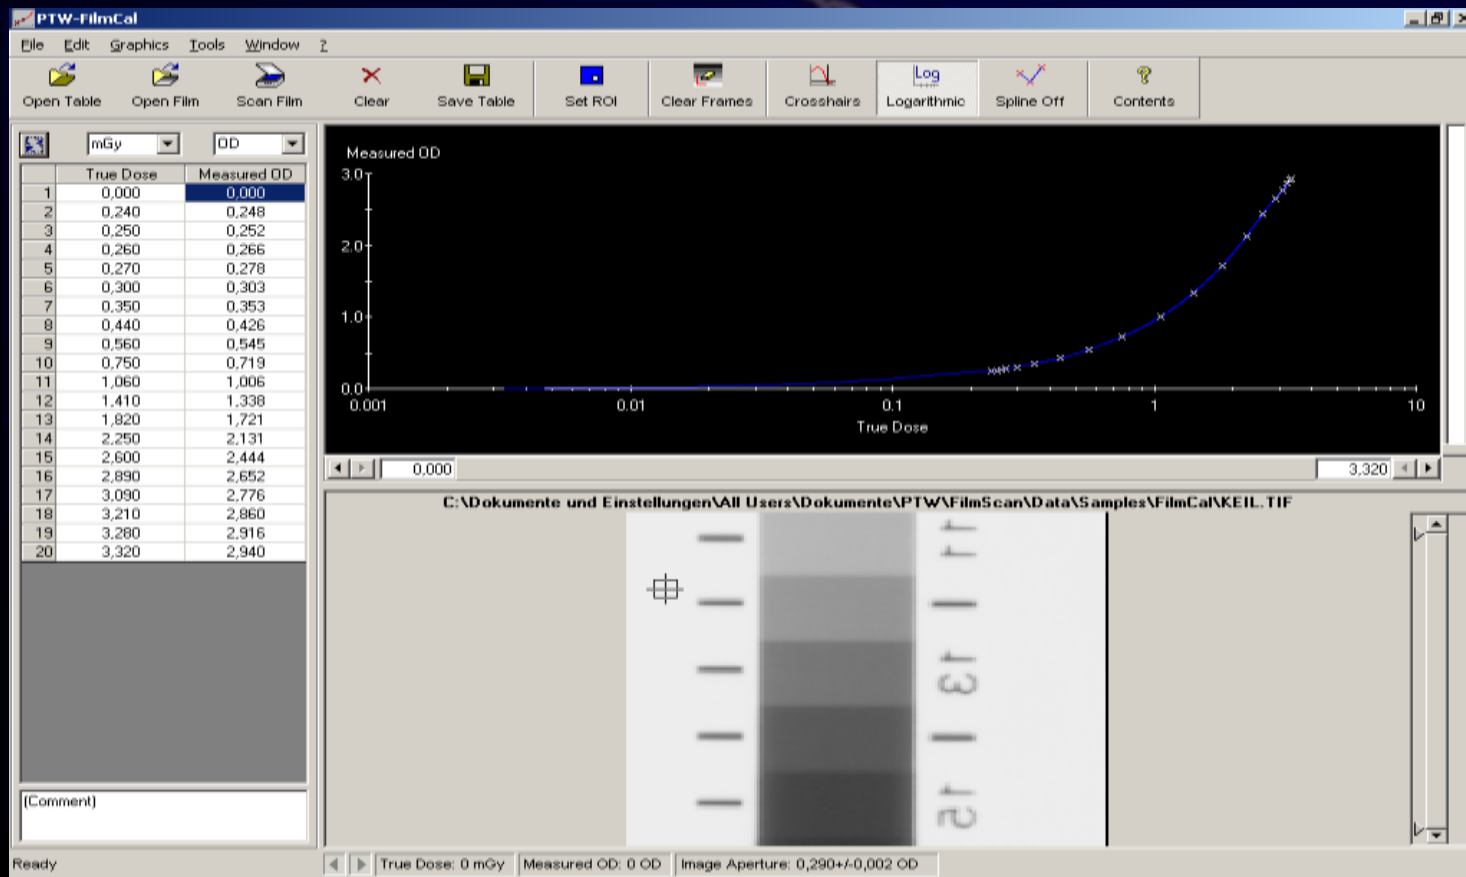 PTW-FilmCal
File Edit Graphics Tools Window ?
Open Table Open Film Scan Film Clear Save Table Set ROI Clear Frames Crosshairs Log Logarithmic Spline Off Contents
mGy OD
True Dose Measured OD
1 0,000 0,000
2 0,240 0,248
3 0,250 0,252
4 0,260 0,266
5 0,270 0,278
6 0,300 0,303
7 0,350 0,353
8 0,440 0,426
9 0,560 0,545
10 0,750 0,719
11 1,060 1,006
12 1,410 1,338
13 1,820 1,721
14 2,250 2,131
15 2,600 2,444
16 2,890 2,652
17 3,090 2,776
18 3,210 2,860
19 3,280 2,916
20 3,320 2,940
(Comment)
Measured OD
3.0
2.0
1.0
0.0
0.001 0.01 0.1 1 10
True Dose
0,000 3,320
C:\Dokumente und Einstellungen\All Users\Dokumente\PTW\FilmScan\Data\Samples\FilmCal\KEIL.TIF
11
13
15
Ready True Dose: 0 mGy Measured OD: 0 OD Image Aperture: 0,290+/-0,002 OD